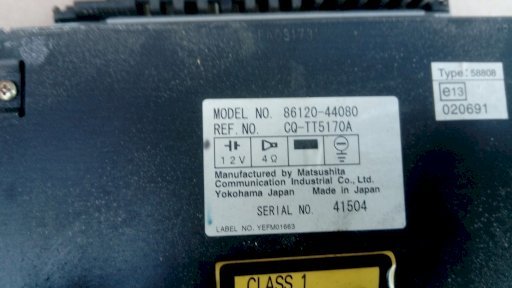 Type: 58808
e13
020691
MODEL NO. 86120-44080
REF. NO. CQ-TT5170A
12V 4Ω
Manufactured by Matsushita
Communication Industrial Co., Ltd.
Yokohama Japan Made in Japan
SERIAL NO. 41504
LABEL NO. YEFM01663
CLASS 1